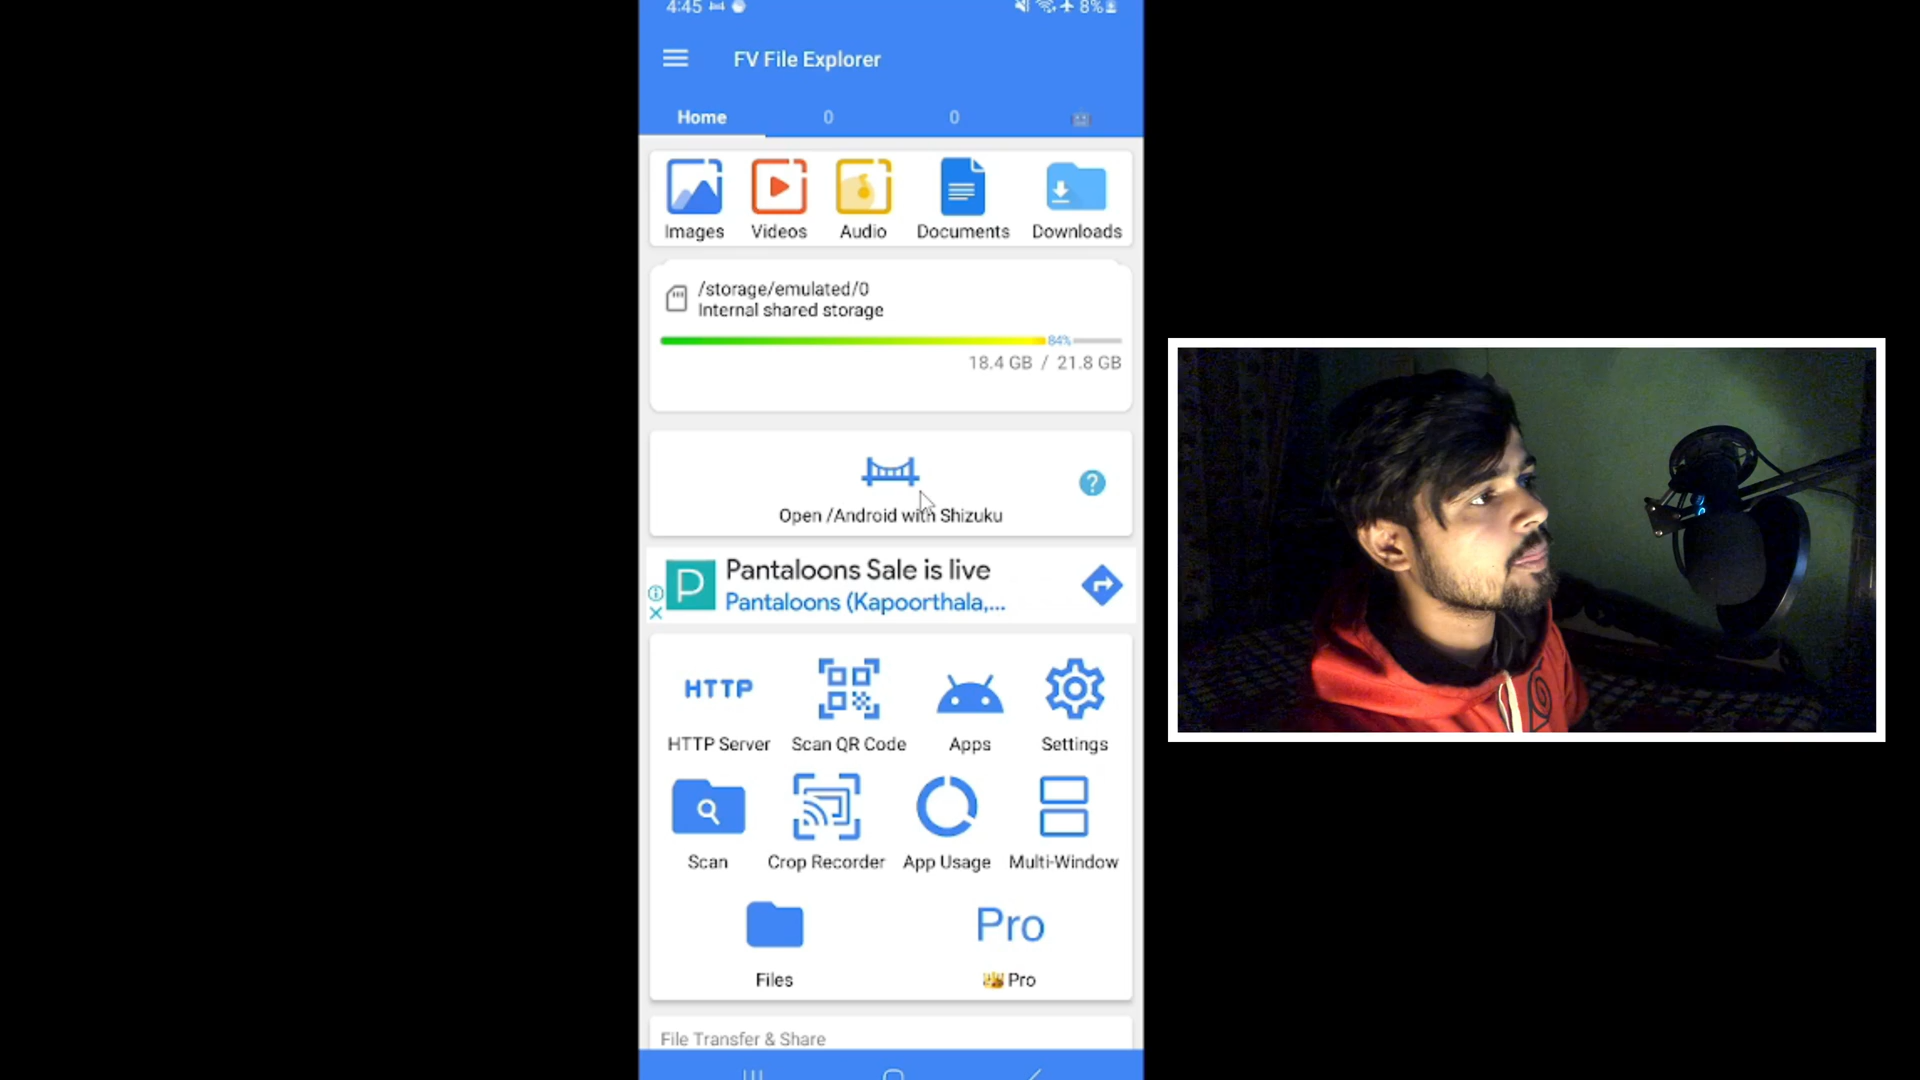 4:45 8%
FV File Explorer
Home 0 0
Images Videos Audio Documents Downloads
/storage/emulated/0
Internal shared storage
84%
18.4 GB / 21.8 GB
?
Open /Android with Shizuku
P
Pantaloons Sale is live
Pantaloons (Kapoorthala,...
HTTP
HTTP Server Scan QR Code Apps Settings
Scan Crop Recorder App Usage Multi-Window
Pro
Files Pro
File Transfer & Share